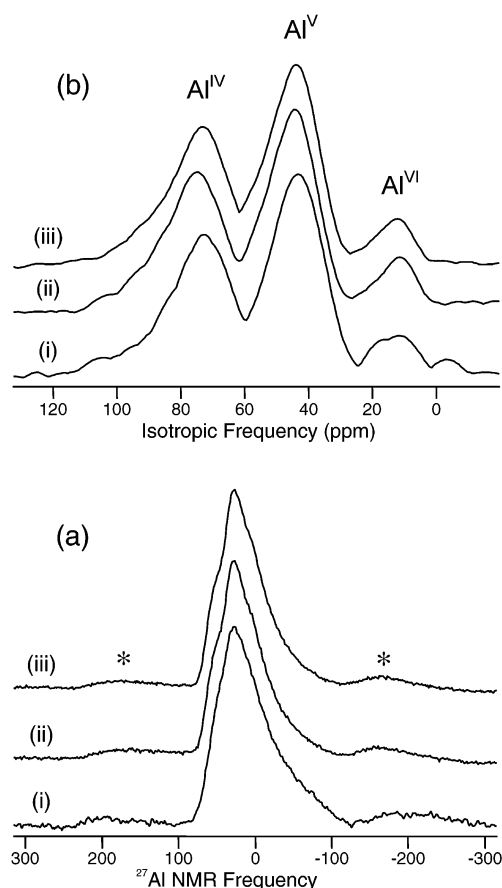 Al^V
(b)
Al^IV
Al^VI
(iii)
(ii)
(i)
120 100 80 60 40 20 0
Isotropic Frequency (ppm)
(a)
(iii) * *
(ii)
(i)
300 200 100 0 -100 -200 -300
²⁷Al NMR Frequency